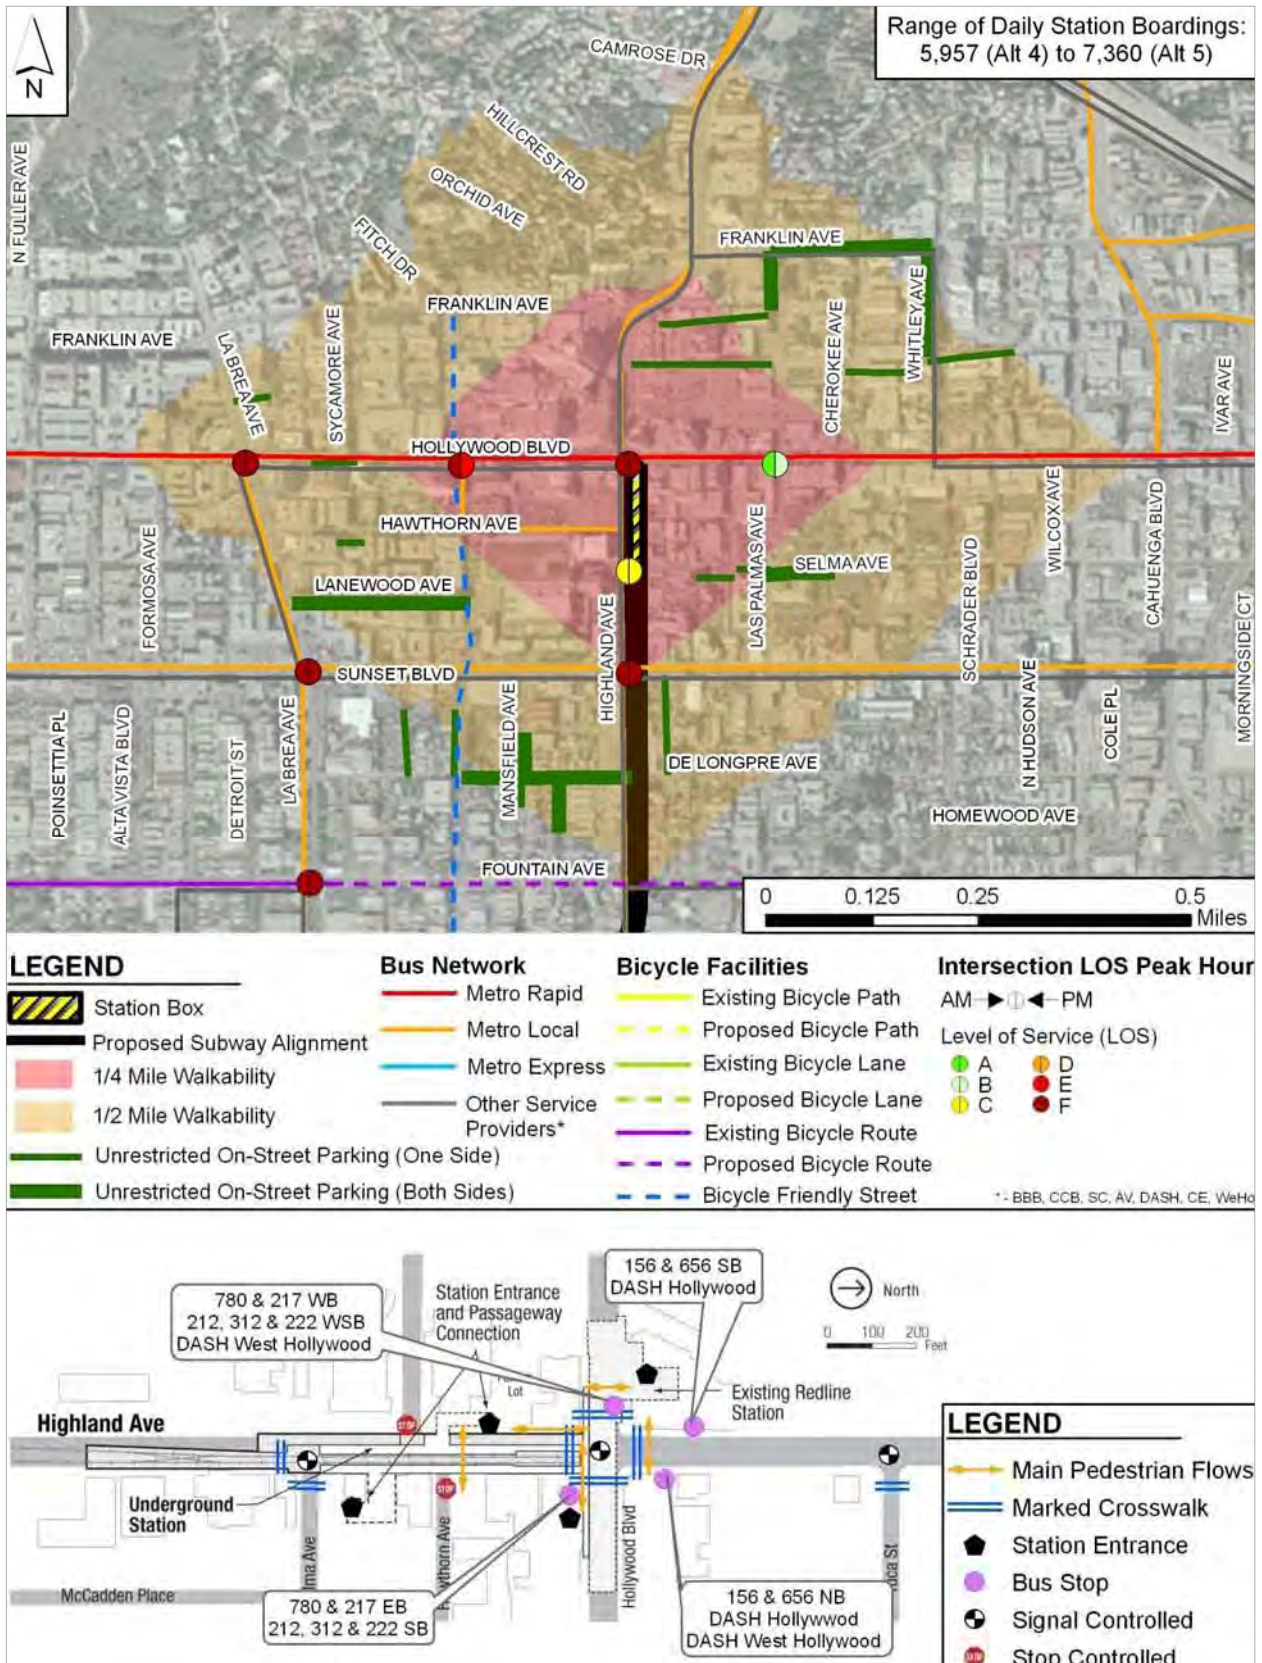 Range of Daily Station Boardings:
5,957 (Alt 4) to 7,360 (Alt 5)
N
CAMROSE DR
HILLCREST RD
ORCHID AVE
FITCH DR
N FULLER AVE
FRANKLIN AVE
FRANKLIN AVE
FRANKLIN AVE
LA BREA AVE
SYCAMORE AVE
CHEROKEE AVE
WHITLEY AVE
IVAR AVE
HOLLYWOOD BLVD
HAWTHORN AVE
LANEWOOD AVE
FORMOSA AVE
HIGHLAND AVE
LAS PALMAS AVE
SELMA AVE
SCHRADER BLVD
WILCOX AVE
CAHUENGA BLVD
MORNINGSIDE CT
SUNSET BLVD
POINSETTIA PL
ALTA VISTA BLVD
DETROIT ST
LA BREA AVE
MANSFIELD AVE
DE LONGPRE AVE
N HUDSON AVE
COLE PL
HOMEWOOD AVE
FOUNTAIN AVE
0 0.125 0.25 0.5
Miles
LEGEND
Station Box
Proposed Subway Alignment
1/4 Mile Walkability
1/2 Mile Walkability
Unrestricted On-Street Parking (One Side)
Unrestricted On-Street Parking (Both Sides)
Bus Network
Metro Rapid
Metro Local
Metro Express
Other Service
Providers*
Bicycle Facilities
Existing Bicycle Path
Proposed Bicycle Path
Existing Bicycle Lane
Proposed Bicycle Lane
Existing Bicycle Route
Proposed Bicycle Route
Bicycle Friendly Street
Intersection LOS Peak Hour
AM PM
Level of Service (LOS)
A D
B E
C F
* - BBB, CCB, SC, AV, DASH, CE, WeHo
780 & 217 WB
212, 312 & 222 WSB
DASH West Hollywood
Station Entrance
and Passageway
Connection
Lot
156 & 656 SB
DASH Hollywood
North
0 100 200
Feet
Existing Redline
Station
Highland Ave
STOP
STOP
Underground
Station
lma Ave
wthorn Ave
Hollywood Blvd
uca St
McCadden Place
780 & 217 EB
212, 312 & 222 SB
156 & 656 NB
DASH Hollywwod
DASH West Hollywood
LEGEND
Main Pedestrian Flows
Marked Crosswalk
Station Entrance
Bus Stop
Signal Controlled
STOP Stop Controlled